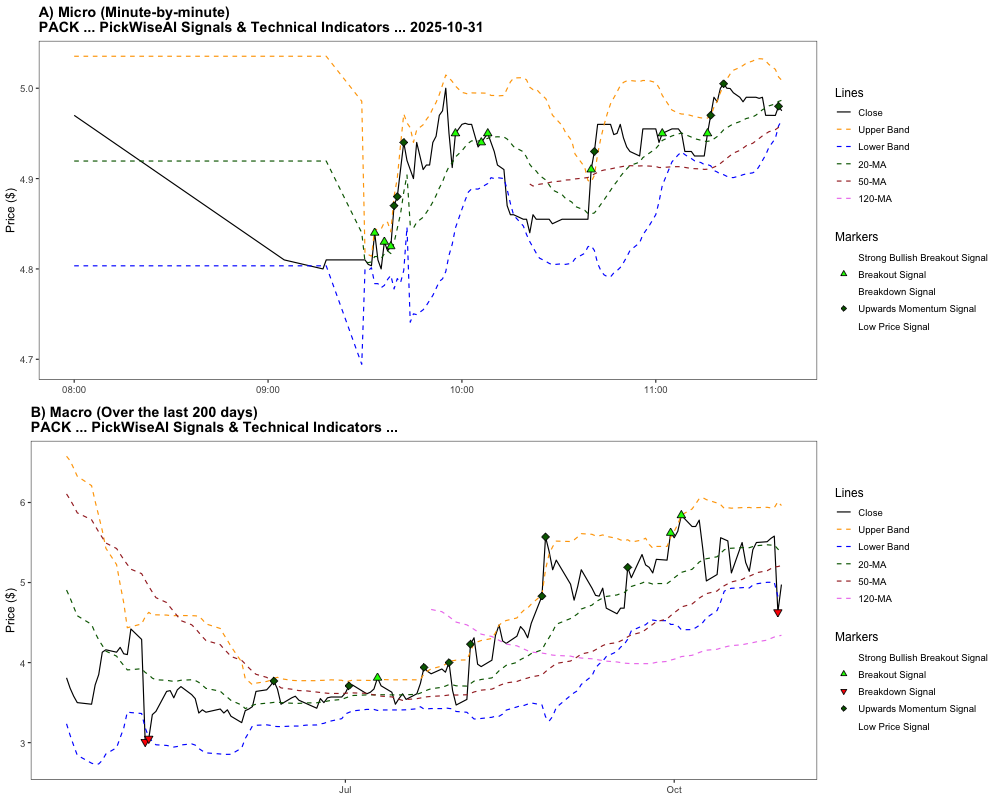 A) Micro (Minute-by-minute)
PACK ... PickWiseAI Signals & Technical Indicators ... 2025-10-31
Price ($)
5.0
4.9
4.8
4.7
08:00
09:00
10:00
11:00
Lines
Close
Upper Band
Lower Band
20-MA
50-MA
120-MA
Markers
Strong Bullish Breakout Signal
Breakout Signal
Breakdown Signal
Upwards Momentum Signal
Low Price Signal
B) Macro (Over the last 200 days)
PACK ... PickWiseAI Signals & Technical Indicators ...
Price ($)
6
5
4
3
Jul
Oct
Lines
Close
Upper Band
Lower Band
20-MA
50-MA
120-MA
Markers
Strong Bullish Breakout Signal
Breakout Signal
Breakdown Signal
Upwards Momentum Signal
Low Price Signal